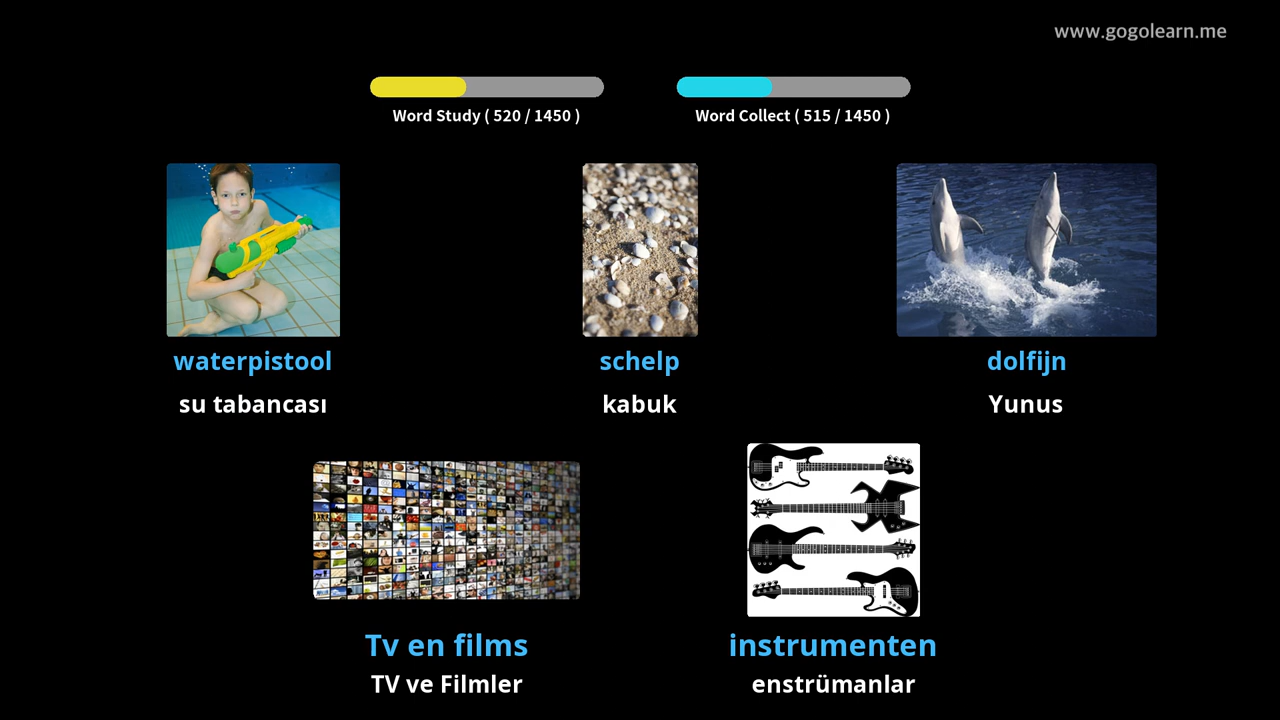 www.gogolearn.me
Word Study ( 520 / 1450 )
Word Collect ( 515 / 1450 )
waterpistool
schelp
dolfijn
su tabancası
kabuk
Yunus
Tv en films
instrumenten
TV ve Filmler
enstrümanlar